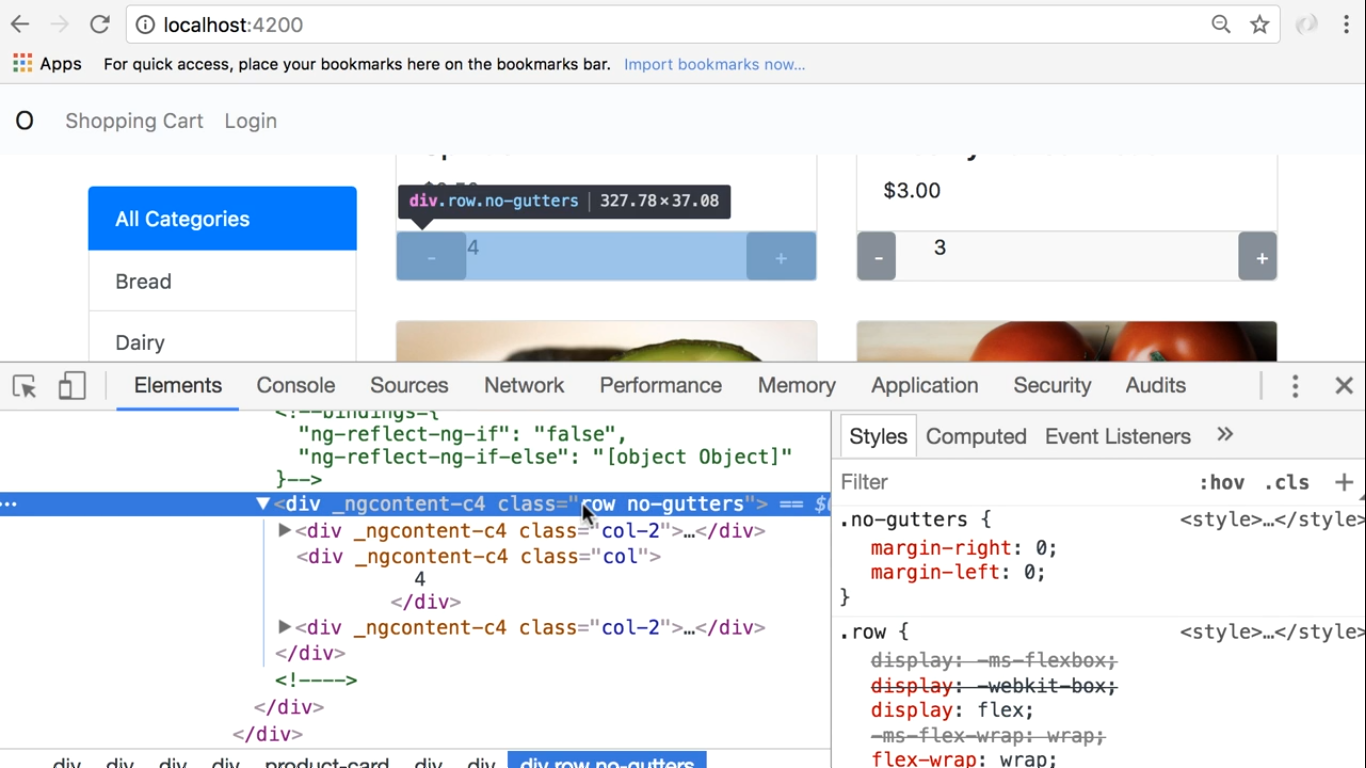 localhost:4200
Apps For quick access, place your bookmarks here on the bookmarks bar. Import bookmarks now...
O Shopping Cart Login
$3.00
div.row.no-gutters 327.78×37.08
All Categories
- 4 +
- 3 +
Bread
Dairy
Elements Console Sources Network Performance Memory Application Security Audits
<!--bindings={
"ng-reflect-ng-if": "false",
"ng-reflect-ng-if-else": "[object Object]"
}-->
<div _ngcontent-c4 class="row no-gutters"> == $
<div _ngcontent-c4 class="col-2">…</div>
<div _ngcontent-c4 class="col">
4
</div>
<div _ngcontent-c4 class="col-2">…</div>
</div>
<!---->
</div>
</div>
div div div div product-card div div div.row.no-gutters
Styles Computed Event Listeners
Filter :hov .cls +
.no-gutters { <style>…</style>
margin-right: 0;
margin-left: 0;
}
.row { <style>…</style>
display: -ms-flexbox;
display: -webkit-box;
display: flex;
-ms-flex-wrap: wrap;
flex-wrap: wrap;